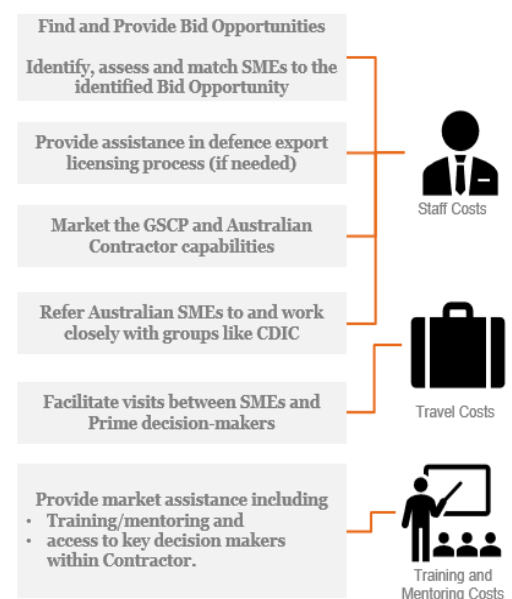 Find and Provide Bid Opportunities
Identify, assess and match SMEs to the
identified Bid Opportunity
Provide assistance in defence export
licensing process (if needed)
Staff Costs
Market the GSCP and Australian
Contractor capabilities
Refer Australian SMEs to and work
closely with groups like CDIC
Facilitate visits between SMEs and
Prime decision-makers
Travel Costs
Provide market assistance including
• Training/mentoring and
• access to key decision makers
within Contractor.
Training and
Mentoring Costs